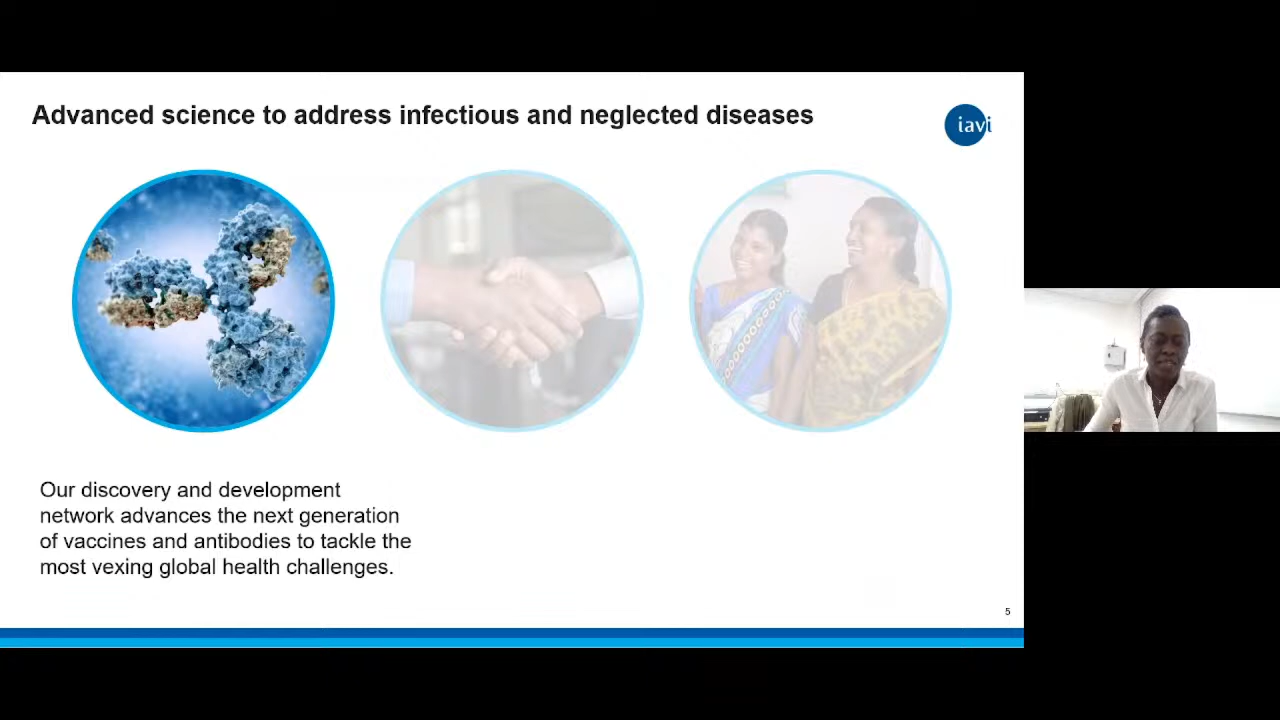 Advanced science to address infectious and neglected diseases
iavi
Our discovery and development
network advances the next generation
of vaccines and antibodies to tackle the
most vexing global health challenges.
5